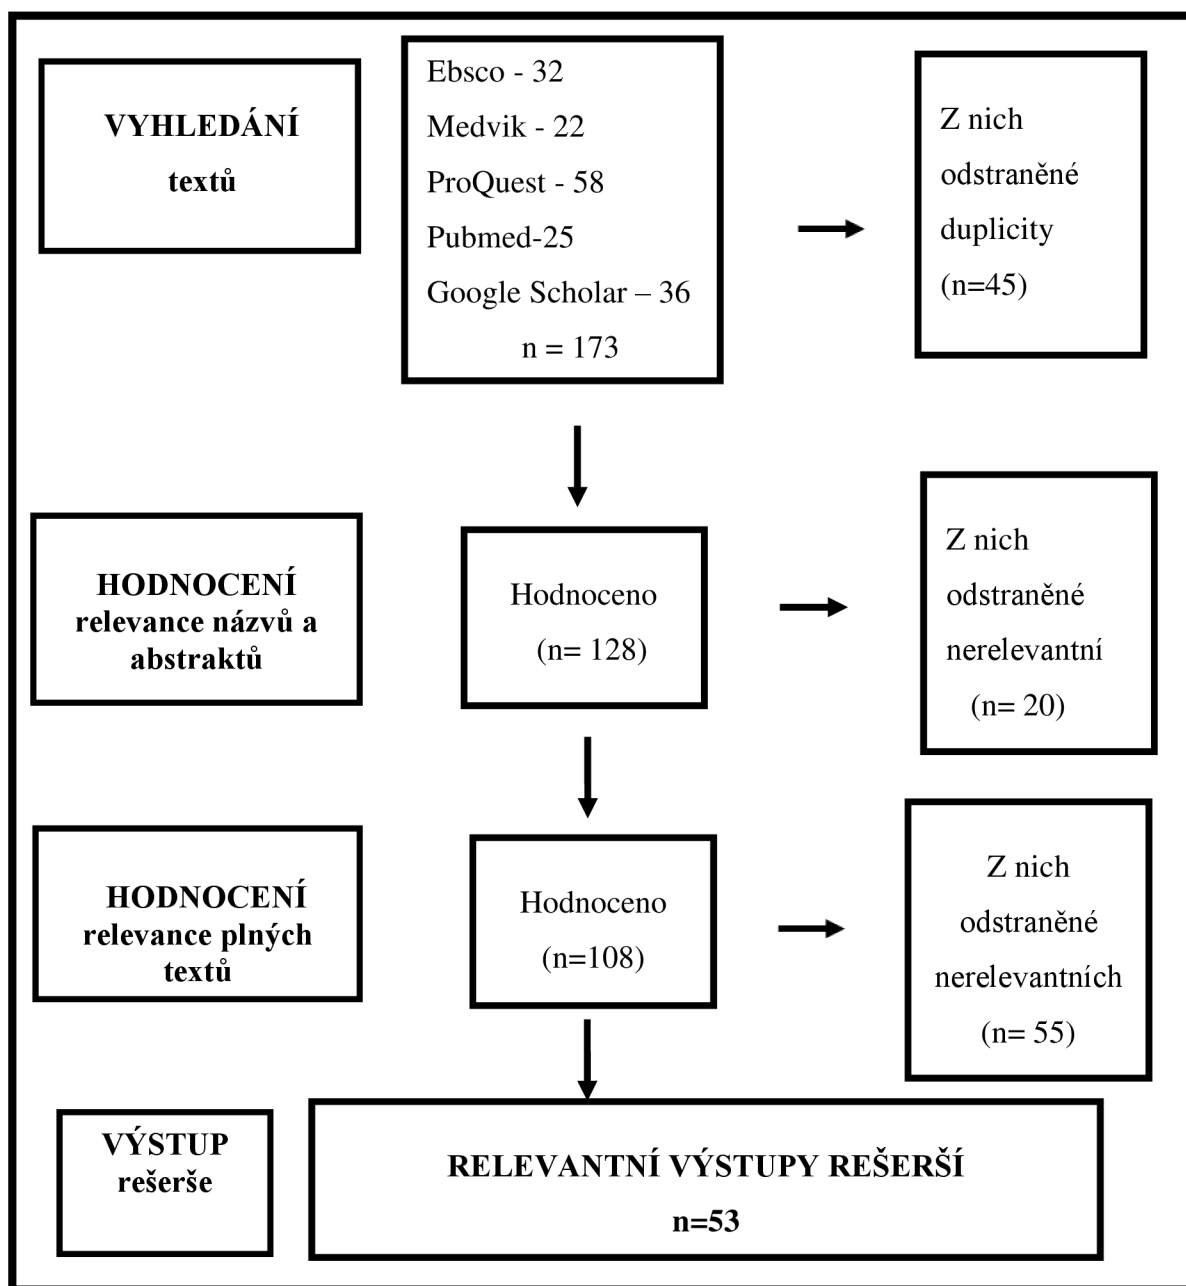 VYHLEDÁNÍ
textů
Ebsco - 32
Medvik - 22
ProQuest - 58
Pubmed-25
Google Scholar – 36
n = 173
Z nich
odstraněné
duplicity
(n=45)
HODNOCENÍ
relevance názvů a
abstraktů
Hodnoceno
(n= 128)
Z nich
odstraněné
nerelevantní
(n= 20)
HODNOCENÍ
relevance plných
textů
Hodnoceno
(n=108)
Z nich
odstraněné
nerelevantních
(n= 55)
VÝSTUP
rešerše
RELEVANTNÍ VÝSTUPY REŠERŠÍ
n=53